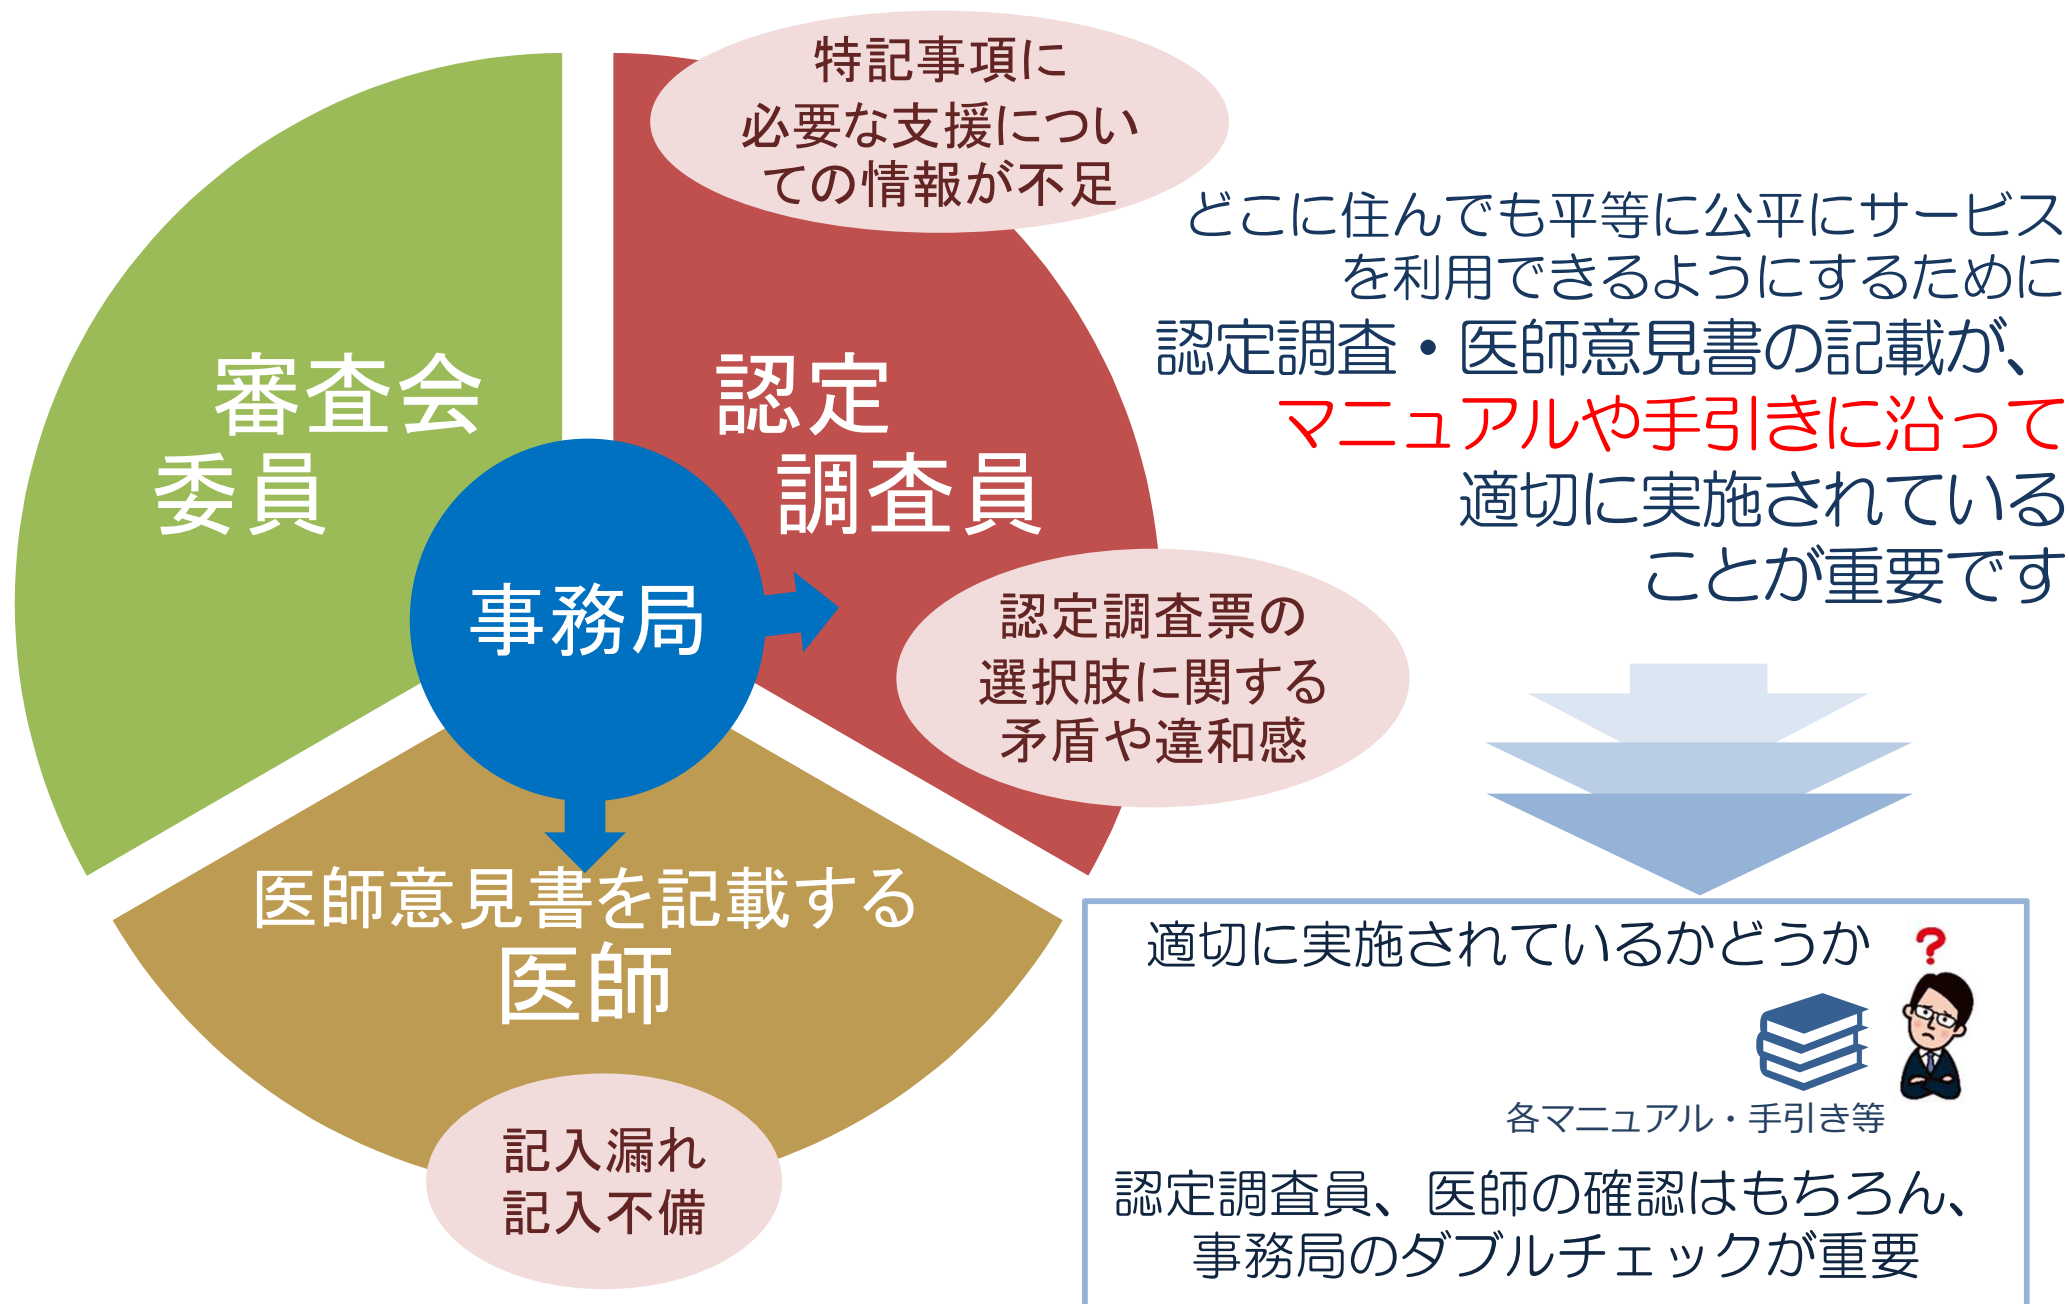 特記事項に
必要な支援につい
ての情報が不足
審査会
委員
認定
調査員
事務局
認定調査票の
選択肢に関する
矛盾や違和感
医師意見書を記載する
医師
記入漏れ
記入不備
どこに住んでも平等に公平にサービス
を利用できるようにするために
認定調査・医師意見書の記載が、
マニュアルや手引きに沿って
適切に実施されている
ことが重要です
適切に実施されているかどうか
?
各マニュアル・手引き等
認定調査員、医師の確認はもちろん、
事務局のダブルチェックが重要